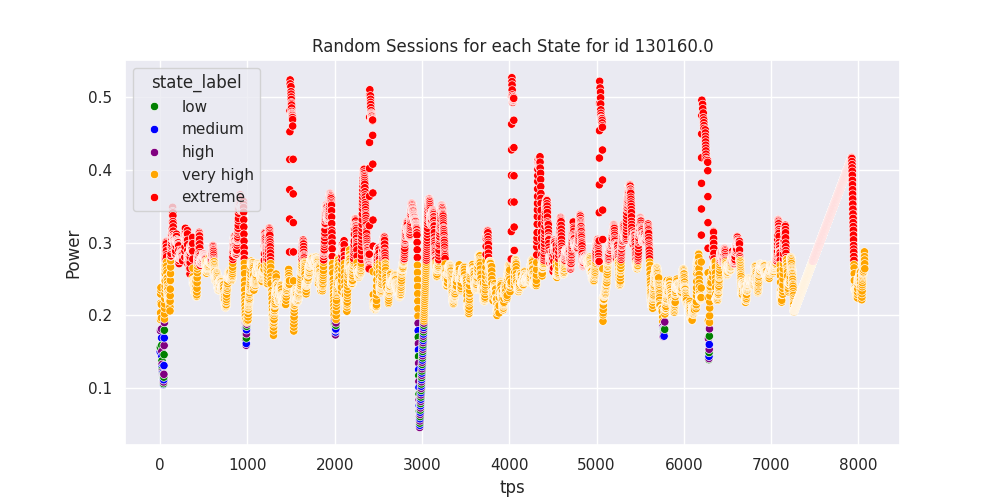 Random Sessions for each State for id 130160.0
state_label
low
medium
high
very high
extreme
Power
0.5
0.4
0.3
0.2
0.1
0 1000 2000 3000 4000 5000 6000 7000 8000
tps